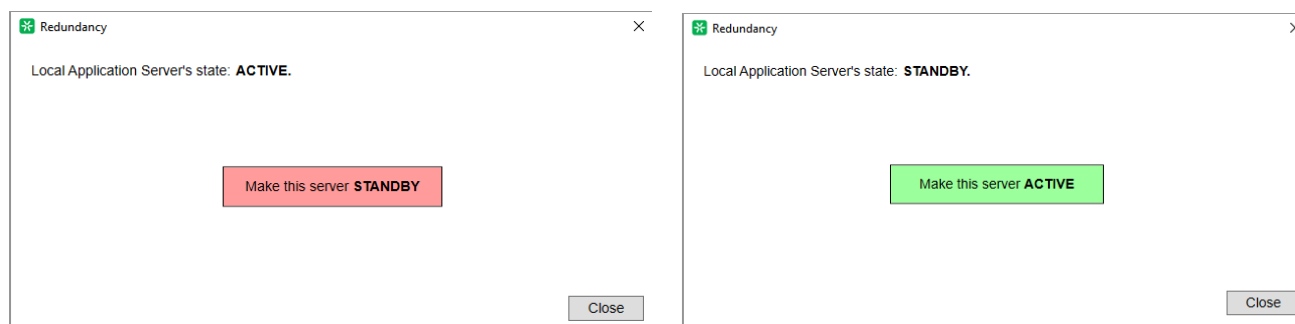 Redundancy
Local Application Server's state: ACTIVE.
Make this server STANDBY
Close
Redundancy
Local Application Server's state: STANDBY.
Make this server ACTIVE
Close